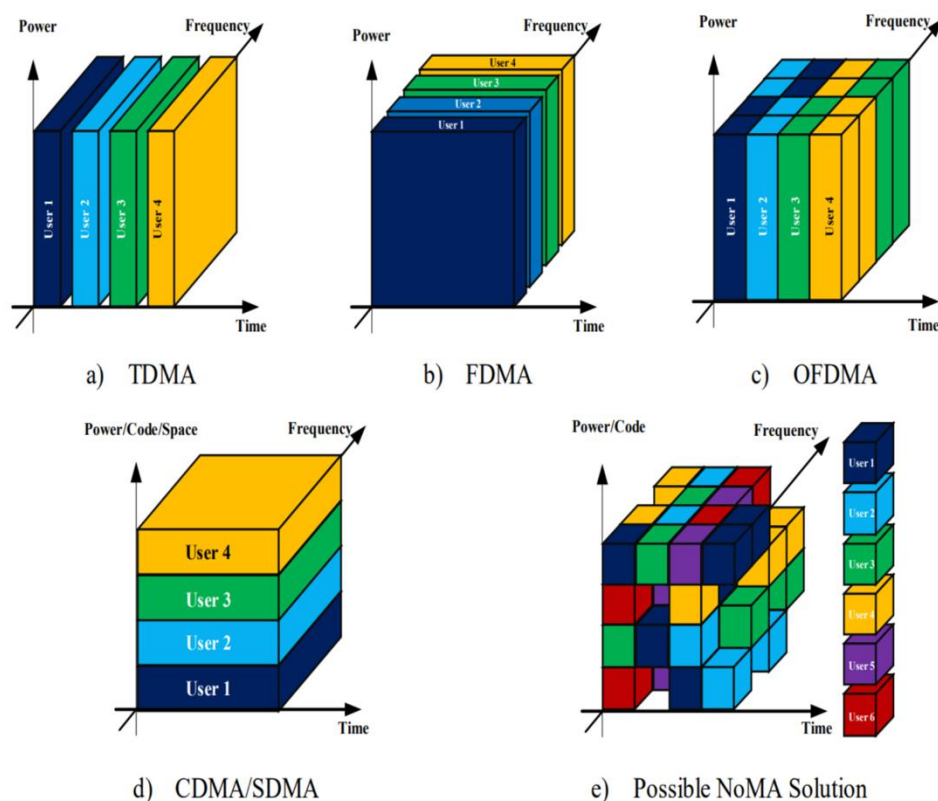 Power
Frequency
User 1
User 2
User 3
User 4
Time
a) TDMA
Power
Frequency
User 4
User 3
User 2
User 1
Time
b) FDMA
Power
Frequency
User 1
User 2
User 3
User 4
Time
c) OFDMA
Power/Code/Space
Frequency
User 4
User 3
User 2
User 1
Time
d) CDMA/SDMA
Power/Code
Frequency
Time
User 1
User 2
User 3
User 4
User 5
User 6
e) Possible NoMA Solution